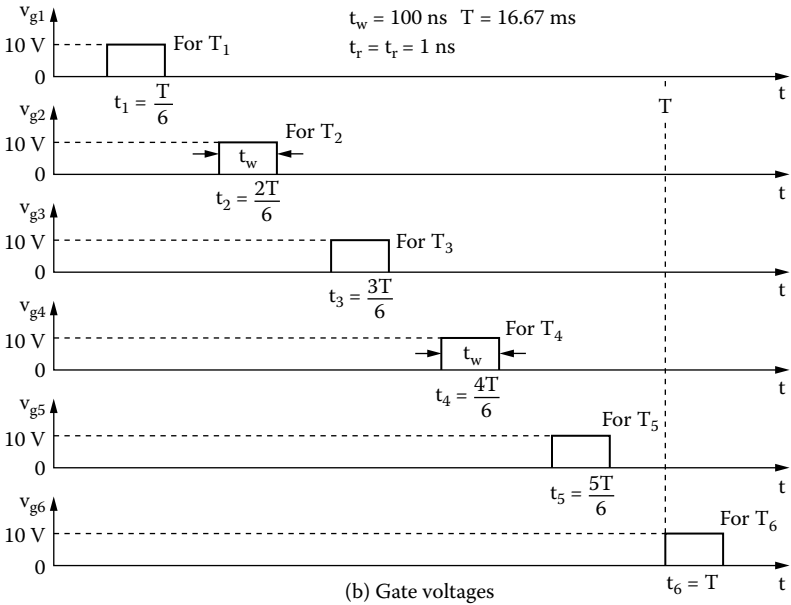 v_g1
t_w = 100 ns T = 16.67 ms
t_r = t_r = 1 ns
10 V
For T_1
0
t
t_1 = T/6
T
v_g2
10 V
For T_2
t_w
0
t
t_2 = 2T/6
v_g3
10 V
For T_3
0
t
t_3 = 3T/6
v_g4
10 V
For T_4
t_w
0
t
t_4 = 4T/6
v_g5
10 V
For T_5
0
t
t_5 = 5T/6
v_g6
10 V
For T_6
0
t
t_6 = T
(b) Gate voltages